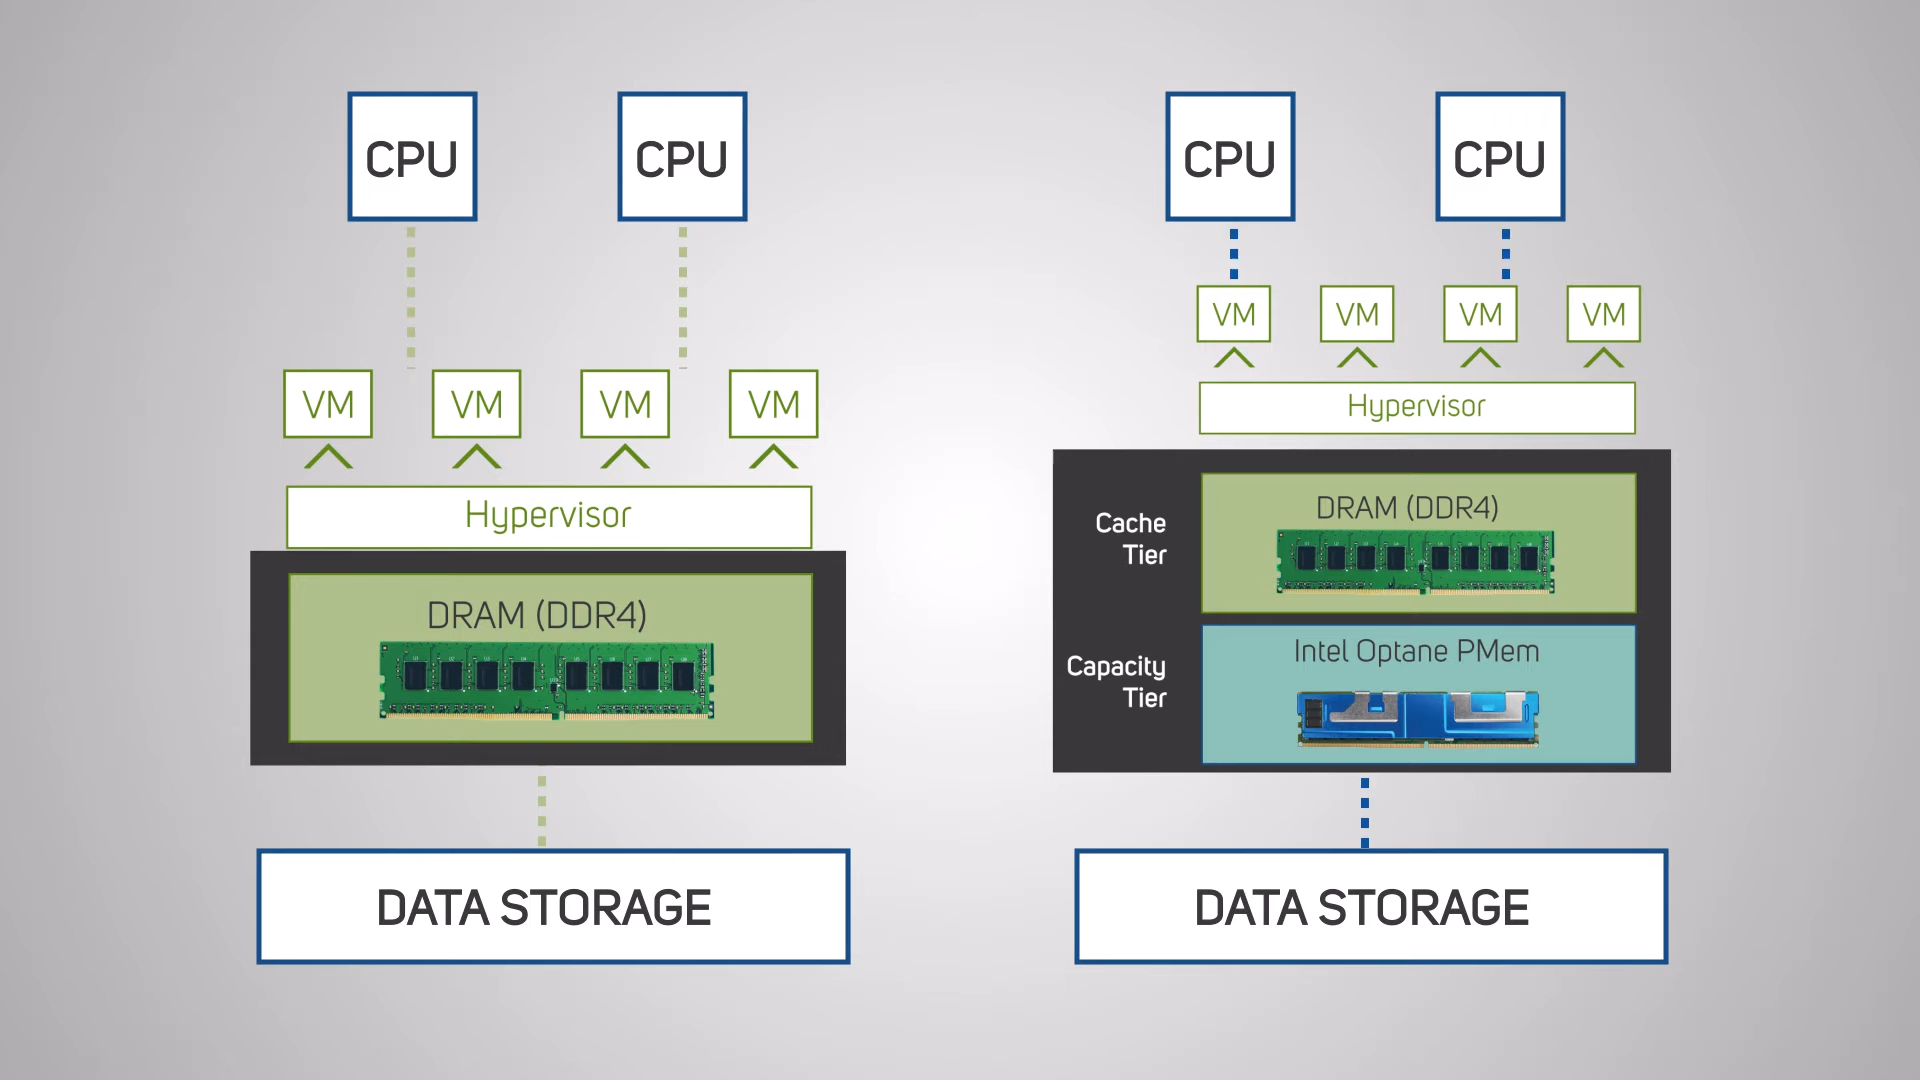 CPU
CPU
VM
VM
VM
VM
Hypervisor
DRAM (DDR4)
DATA STORAGE
CPU
CPU
VM
VM
VM
VM
Hypervisor
Cache
Tier
DRAM (DDR4)
Capacity
Tier
Intel Optane PMem
DATA STORAGE